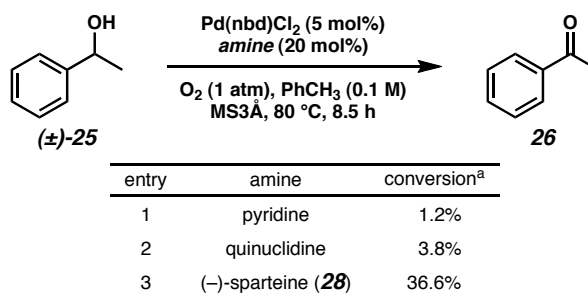 OH
O
Pd(nbd)Cl2 (5 mol%)
amine (20 mol%)
O2 (1 atm), PhCH3 (0.1 M)
MS3Å, 80 °C, 8.5 h
(±)-25
26
entry amine conversionᵃ
1 pyridine 1.2%
2 quinuclidine 3.8%
3 (–)-sparteine (28) 36.6%